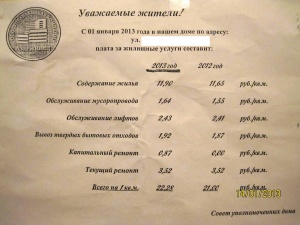 Уважаемые жители!
С 01 января 2013 года в нашем доме по адресу:
ул.
плата за жилищные услуги составит:
2013 год 2012 год
Содержание жилья 11,90 11,65 руб./кв.м.
Обслуживание мусоропровода 1,64 1,55 руб./кв.м.
Обслуживание лифтов 2,43 2,41 руб./кв.м.
Вывоз твердых бытовых отходов 1,92 1,87 руб./кв.м.
Капитальный ремонт 0,87 0,00 руб./кв.м.
Текущий ремонт 3,52 3,52 руб./кв.м.
Всего на 1 кв.м. 22,28 21,00 руб./кв.м.
Совет уполномоченных дома